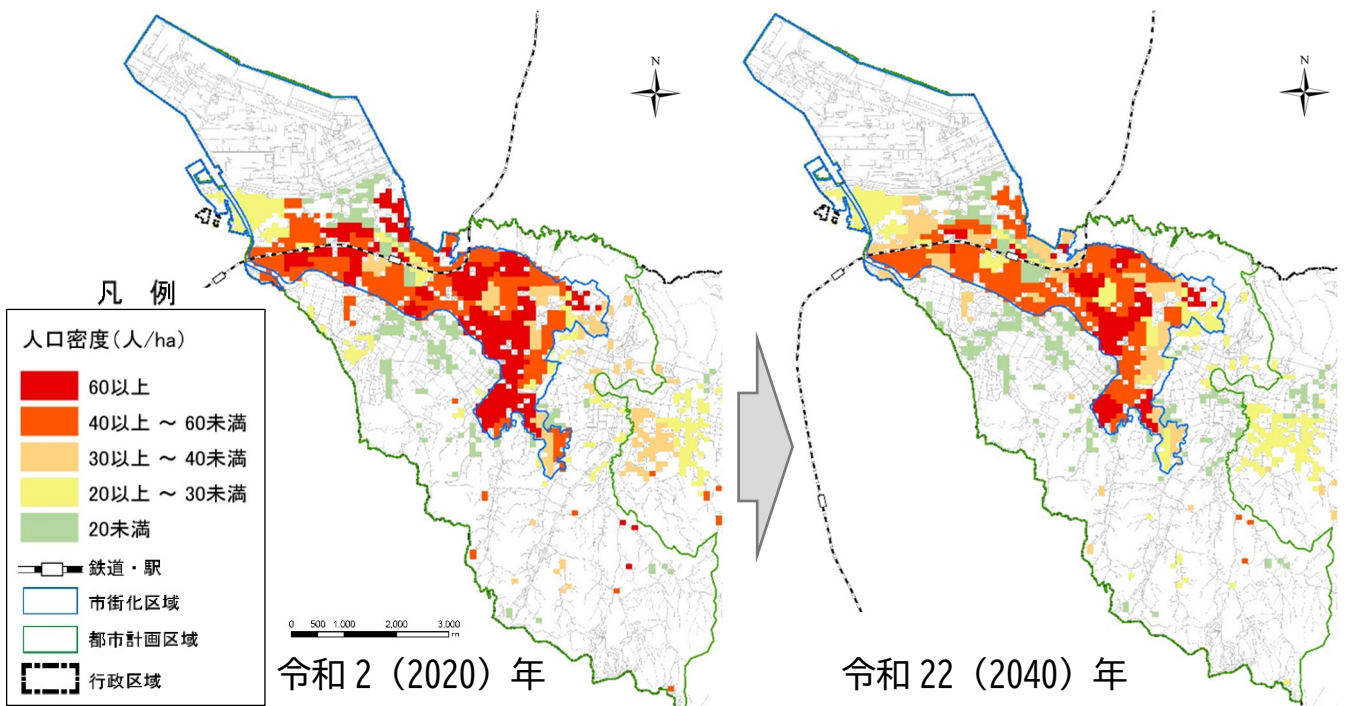 N
N
凡 例
人口密度(人/ha)
60以上
40以上 ~ 60未満
30以上 ~ 40未満
20以上 ~ 30未満
20未満
鉄道・駅
市街化区域
都市計画区域
行政区域
0 500 1,000 2,000 3,000
m
令和 2（2020）年
令和 22（2040）年